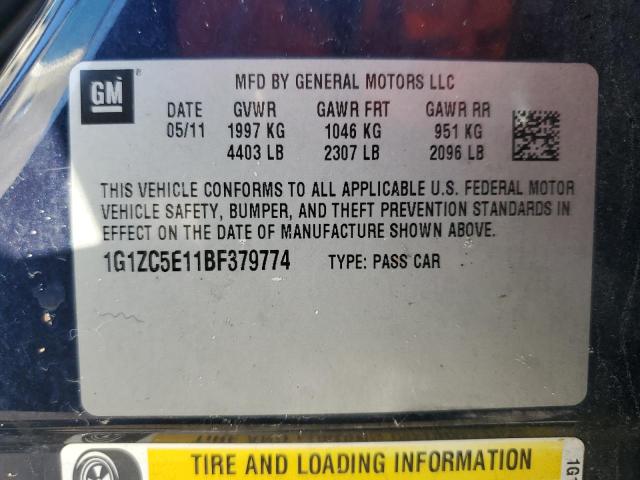 GM ® MFD BY GENERAL MOTORS LLC
DATE GVWR GAWR FRT GAWR RR
05/11 1997 KG 1046 KG 951 KG
4403 LB 2307 LB 2096 LB
THIS VEHICLE CONFORMS TO ALL APPLICABLE U.S. FEDERAL MOTOR
VEHICLE SAFETY, BUMPER, AND THEFT PREVENTION STANDARDS IN
EFFECT ON THE DATE OF MANUFACTURE SHOWN ABOVE.
1G1ZC5E11BF379774 TYPE: PASS CAR
TIRE AND LOADING INFORMATION